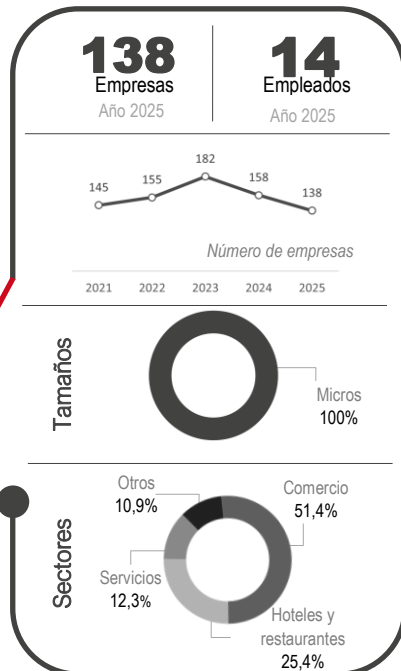 138
Empresas
Año 2025
14
Empleados
Año 2025
145
155
182
158
138
Número de empresas
2021 2022 2023 2024 2025
Tamaños
Micros
100%
Sectores
Otros
10,9%
Comercio
51,4%
Servicios
12,3%
Hoteles y
restaurantes
25,4%